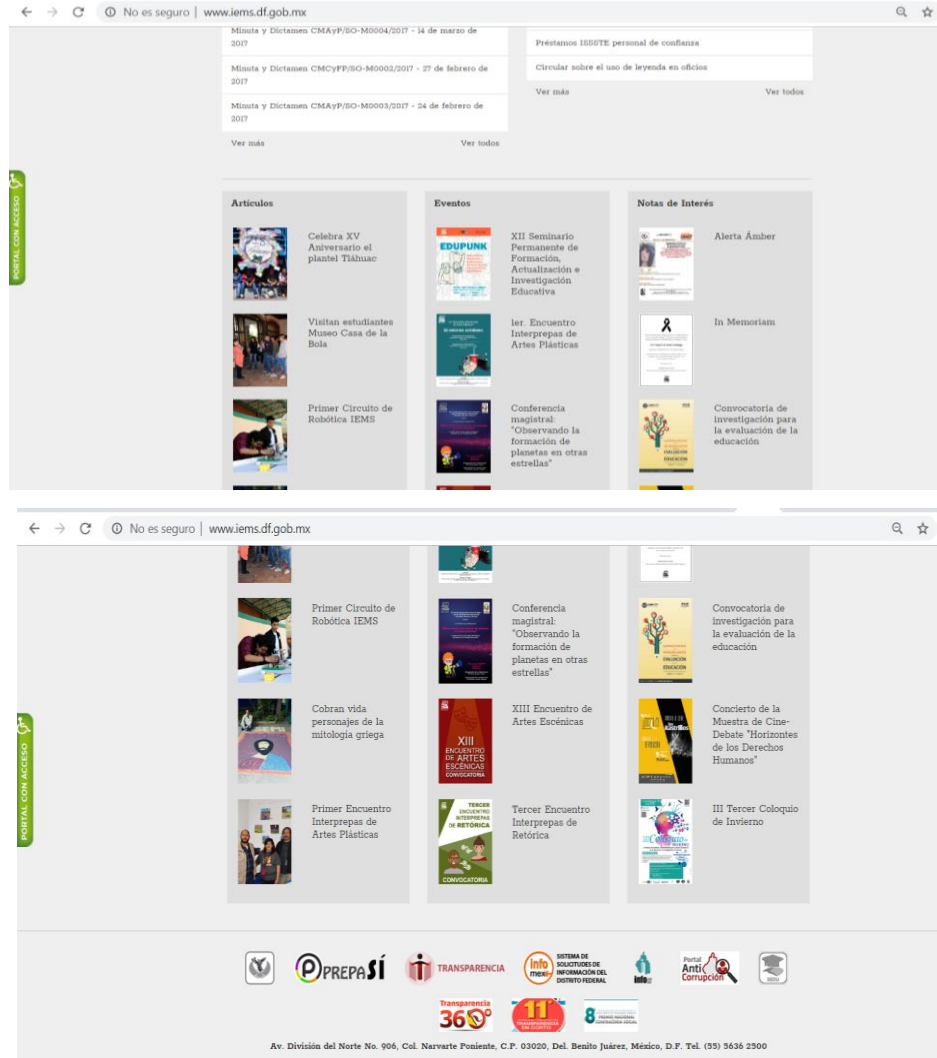 No es seguro | www.iems.df.gob.mx
Minuta y Dictamen CMAyP/SO-M0004/2017 - 14 de marzo de
2017
Minuta y Dictamen CMCyFP/SO-M0002/2017 - 27 de febrero de
2017
Minuta y Dictamen CMAyP/SO-M0003/2017 - 24 de febrero de
2017
Ver más
Ver todos
Préstamos ISSSTE personal de confianza
Circular sobre el uso de leyenda en oficios
Ver más
Ver todos
PORTAL CON ACCESO
Artículos
Celebra XV
Aniversario el
plantel Tláhuac
Visitan estudiantes
Museo Casa de la
Bola
Primer Circuito de
Robótica IEMS
Eventos
EDUPUNK
XII Seminario
Permanente de
Formación,
Actualización e
Investigación
Educativa
1er. Encuentro
Interprepas de
Artes Plásticas
Conferencia
magistral:
"Observando la
formación de
planetas en otras
estrellas"
Notas de Interés
Alerta Ámber
In Memoriam
EVALUACIÓN
EDUCACIÓN
Convocatoria de
investigación para
la evaluación de la
educación
No es seguro | www.iems.df.gob.mx
PORTAL CON ACCESO
Primer Circuito de
Robótica IEMS
Cobran vida
personajes de la
mitología griega
Primer Encuentro
Interprepas de
Artes Plásticas
Conferencia
magistral:
"Observando la
formación de
planetas en otras
estrellas"
XIII
ENCUENTRO
DE ARTES
ESCÉNICAS
CONVOCATORIA
XIII Encuentro de
Artes Escénicas
TERCER
ENCUENTRO
INTERPREPAS
DE RETÓRICA
CONVOCATORIA
Tercer Encuentro
Interprepas de
Retórica
EVALUACIÓN
EDUCACIÓN
Convocatoria de
investigación para
la evaluación de la
educación
Concierto de la
Muestra de Cine-
Debate "Horizontes
de los Derechos
Humanos"
Coloquio
III Tercer Coloquio
de Invierno
PREPA SÍ
TRANSPARENCIA
info
mex
SISTEMA DE
SOLICITUDES DE
INFORMACIÓN DEL
DISTRITO FEDERAL
info
Portal
Anti
Corrupción
Transparencia
360°
11°
TRANSPARENCIA
EN CORTO
8
Av. División del Norte No. 906, Col. Narvarte Poniente, C.P. 03020, Del. Benito Juárez, México, D.F. Tel. (55) 5636 2500